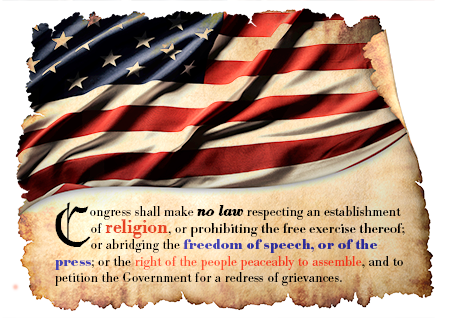 Congress shall make no law respecting an establishment
of religion, or prohibiting the free exercise thereof;
or abridging the freedom of speech, or of the
press; or the right of the people peaceably to assemble, and to
petition the Government for a redress of grievances.